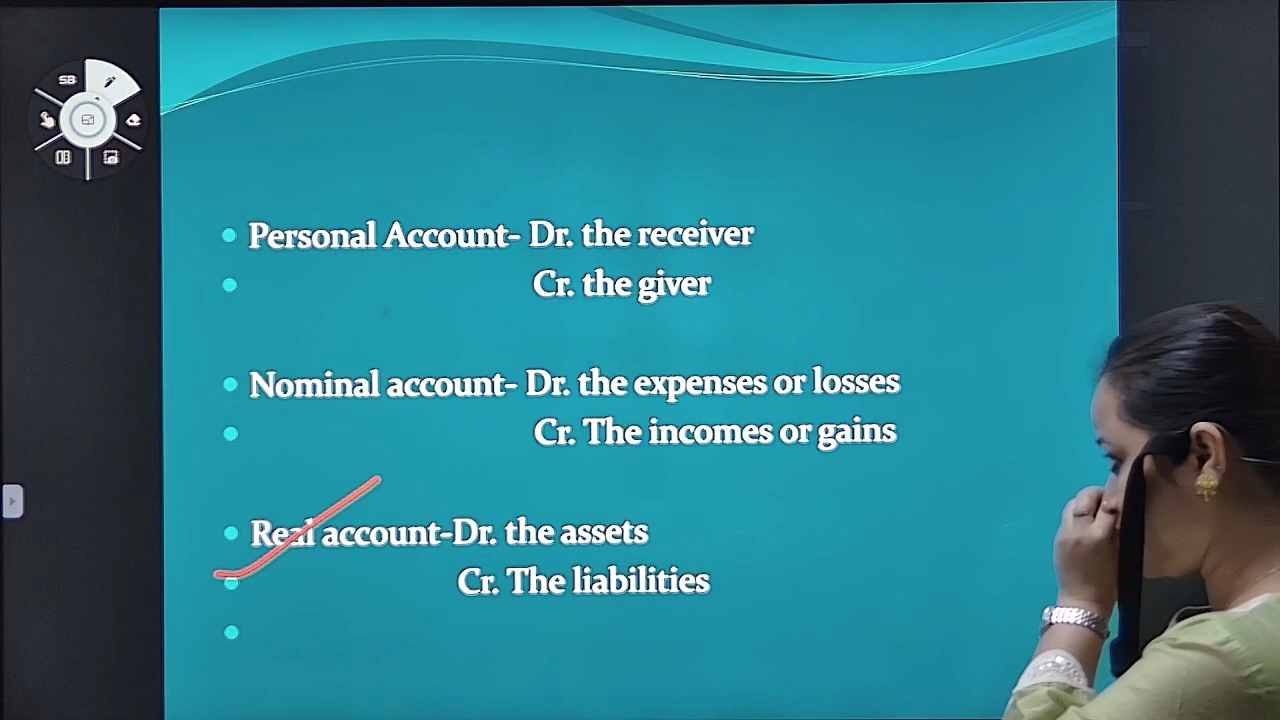 SB
Personal Account- Dr. the receiver
Cr. the giver
Nominal account- Dr. the expenses or losses
Cr. The incomes or gains
Real account-Dr. the assets
Cr. The liabilities